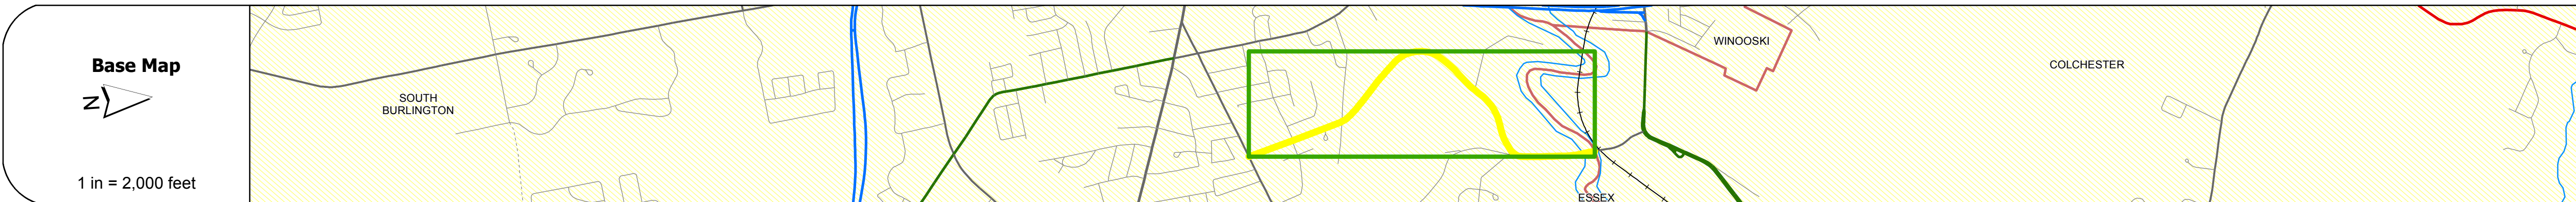 Base Map
N
1 in = 2,000 feet
SOUTH
BURLINGTON
WINOOSKI
COLCHESTER
ESSEX